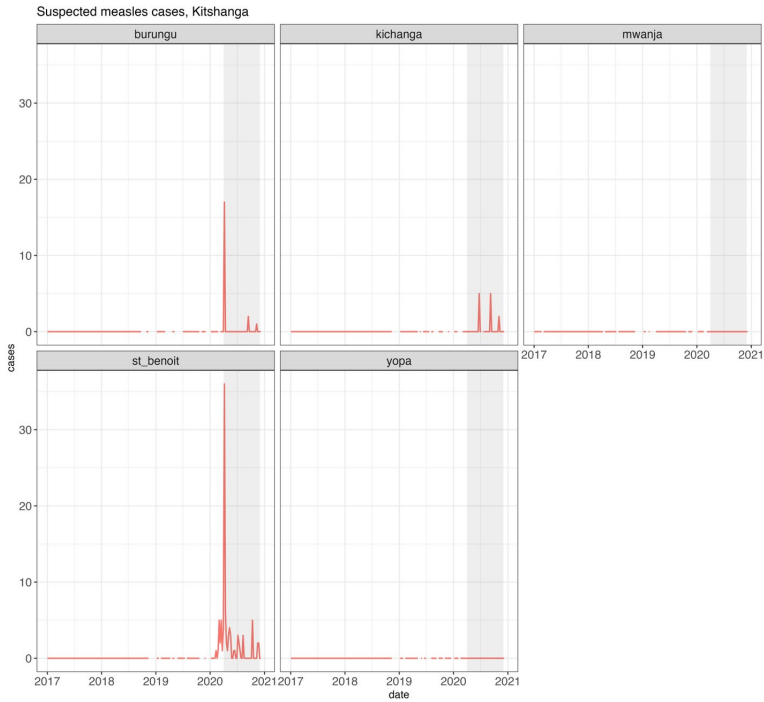 Suspected measles cases, Kitshanga
burungu kichanga mwanja
30
20
10
0
2017 2018 2019 2020 2021
st_benoit yopa
cases
30
20
10
0
2017 2018 2019 2020 2021 2017 2018 2019 2020 2021
date